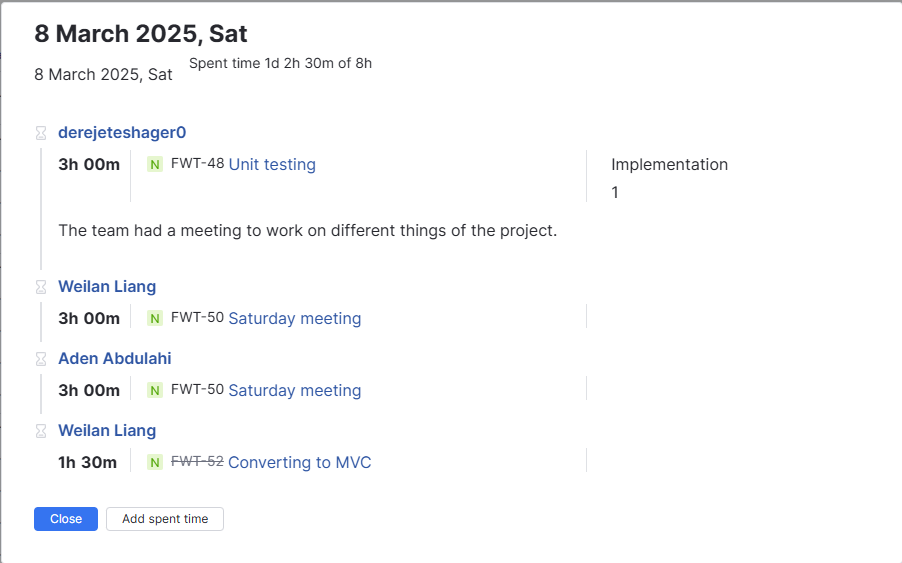 8 March 2025, Sat
8 March 2025, Sat Spent time 1d 2h 30m of 8h
derejeteshager0
3h 00m N FWT-48 Unit testing Implementation
1
The team had a meeting to work on different things of the project.
Weilan Liang
3h 00m N FWT-50 Saturday meeting
Aden Abdulahi
3h 00m N FWT-50 Saturday meeting
Weilan Liang
1h 30m N FWT-52 Converting to MVC
Close Add spent time